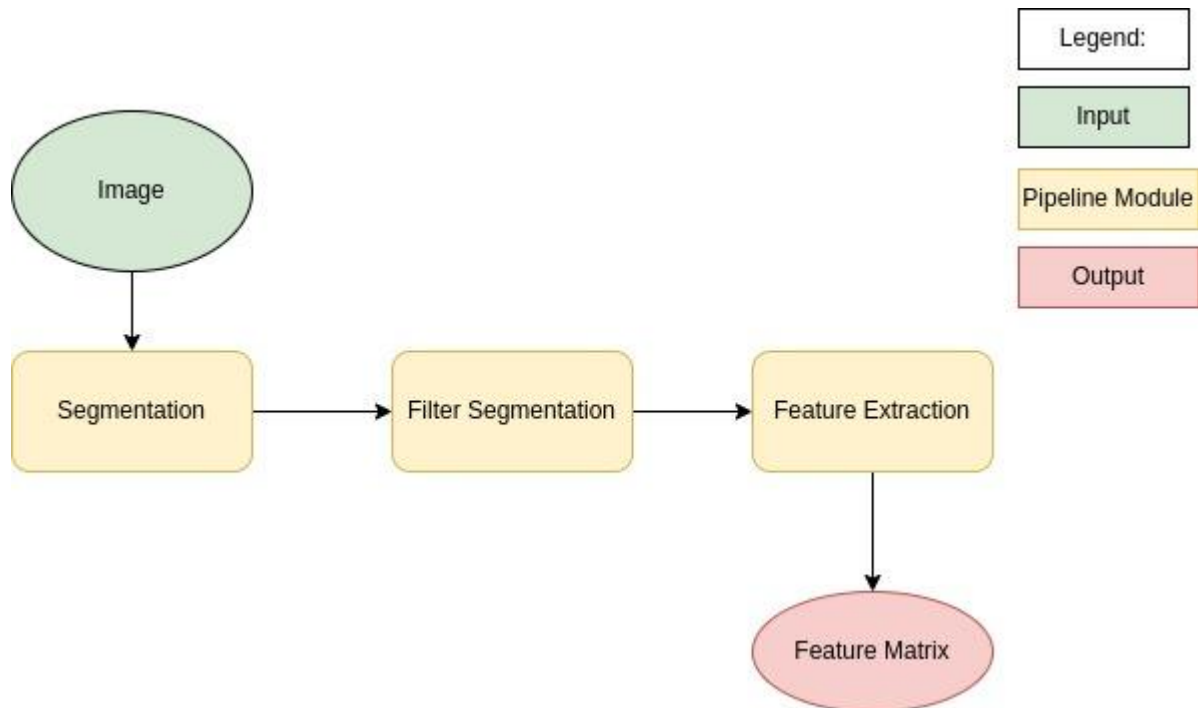 Legend:
Input
Image
Pipeline Module
Output
Segmentation
Filter Segmentation
Feature Extraction
Feature Matrix